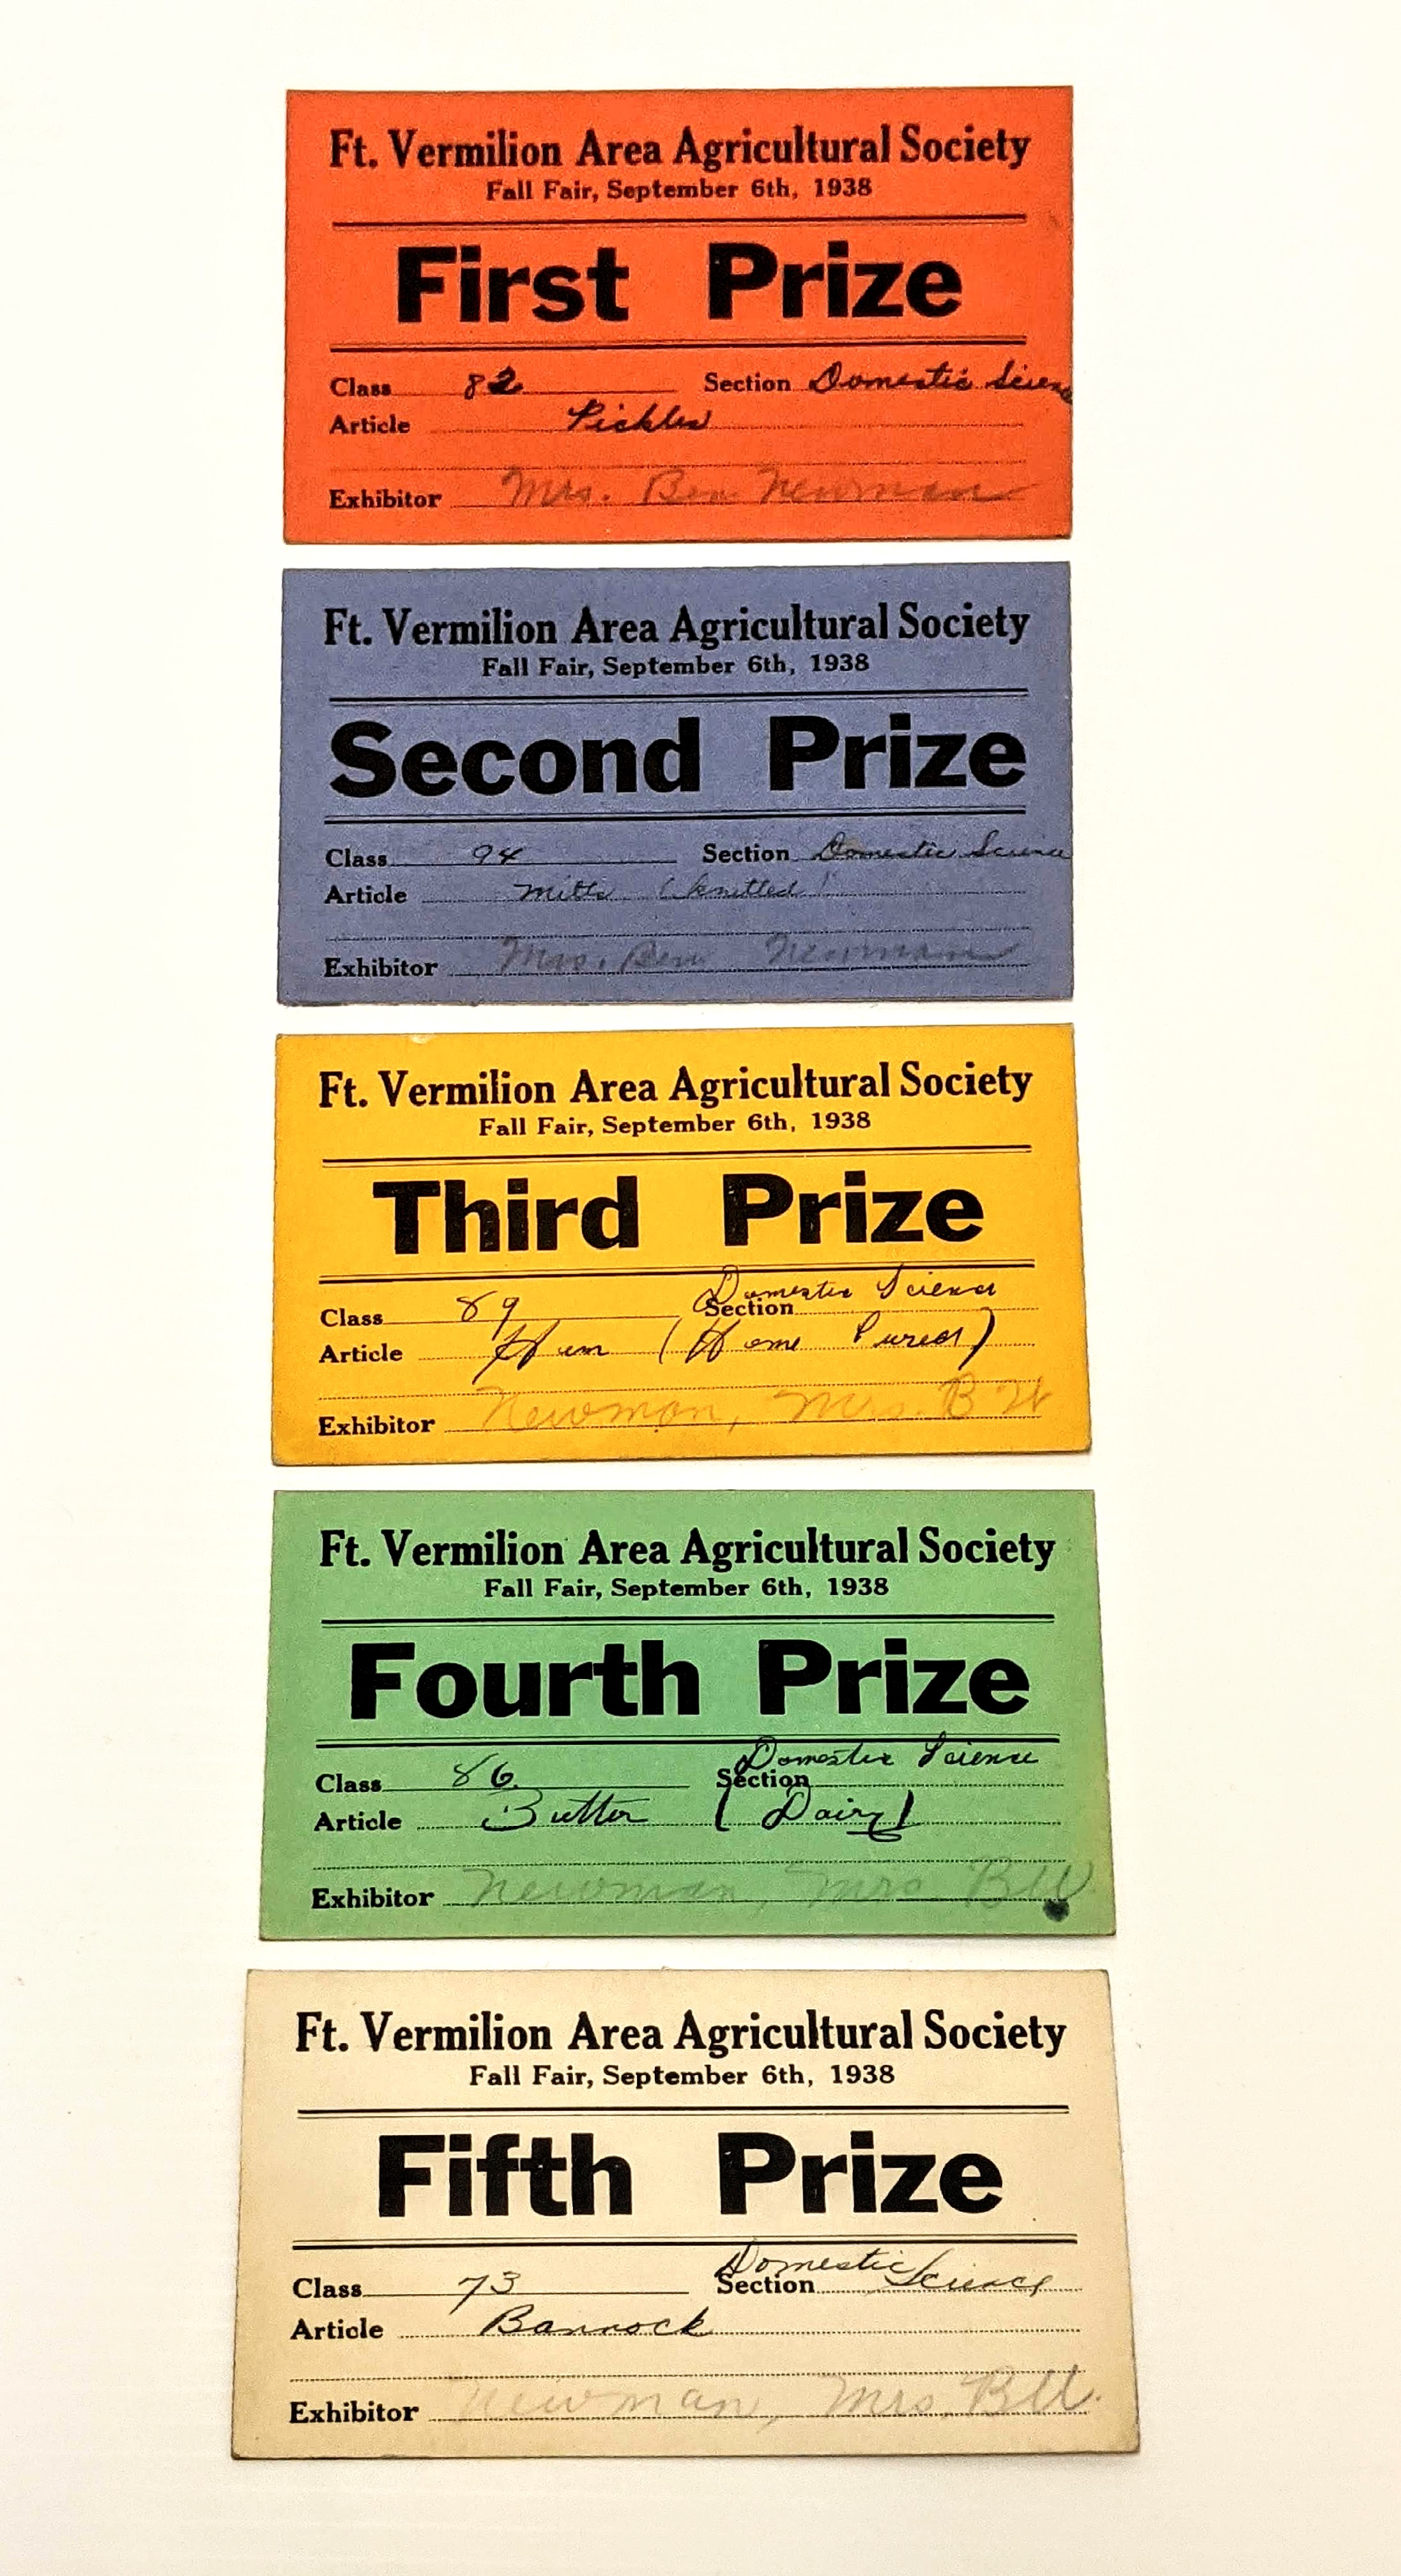 Ft. Vermilion Area Agricultural Society
Fall Fair, September 6th, 1938
First Prize
Class 82 Section Domestic Science
Article Pickles
Exhibitor Mrs. Ben Newman
Ft. Vermilion Area Agricultural Society
Fall Fair, September 6th, 1938
Second Prize
Class 94 Section Domestic Science
Article Mitts (knitted)
Exhibitor Mrs. Ben Newman
Ft. Vermilion Area Agricultural Society
Fall Fair, September 6th, 1938
Third Prize
Class 89 Section Domestic Science
Article (Home Cured)
Exhibitor Newman, Mrs. B W
Ft. Vermilion Area Agricultural Society
Fall Fair, September 6th, 1938
Fourth Prize
Class 86 Section Domestic Science
Article Butter (Dairy)
Exhibitor Newman, Mrs BW
Ft. Vermilion Area Agricultural Society
Fall Fair, September 6th, 1938
Fifth Prize
Class 73 Section Domestic Science
Article Bannock
Exhibitor Newman, Mrs. BW.